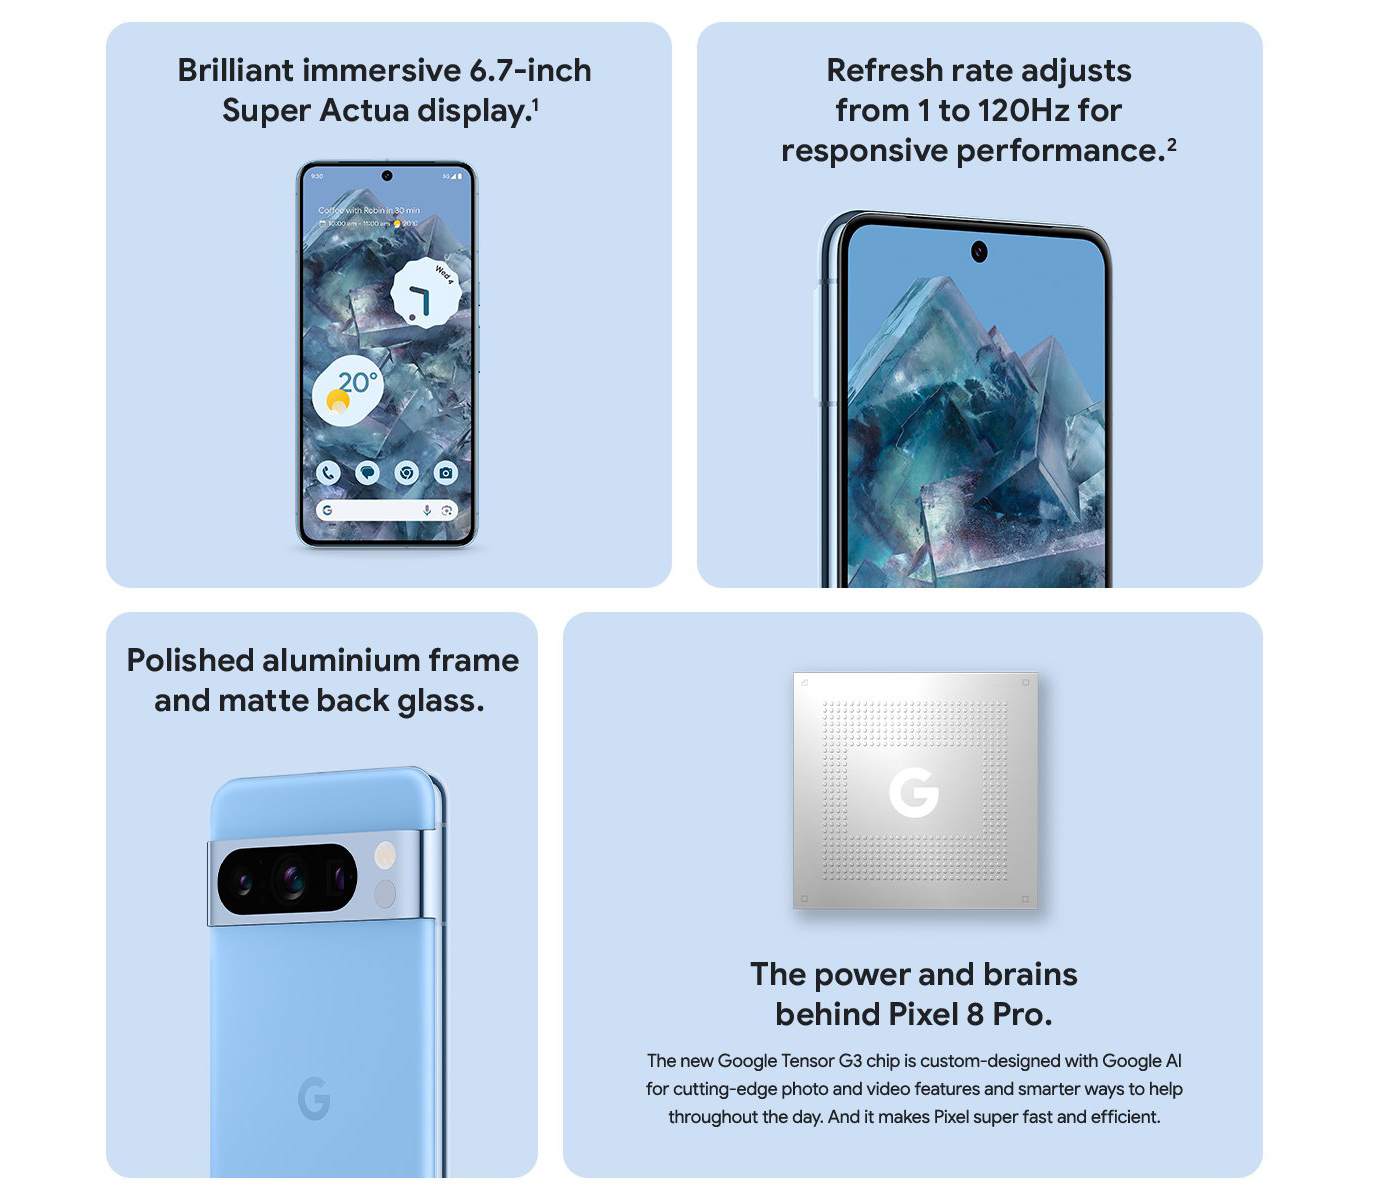 Brilliant immersive 6.7-inch
Super Actua display.¹
9:30
5G
Coffee with Robin in 30 min
10:00 am - 11:00 am 20°C
Wed 4
20°
G
Refresh rate adjusts
from 1 to 120Hz for
responsive performance.²
Polished aluminium frame
and matte back glass.
G
G
The power and brains
behind Pixel 8 Pro.
The new Google Tensor G3 chip is custom-designed with Google AI
for cutting-edge photo and video features and smarter ways to help
throughout the day. And it makes Pixel super fast and efficient.